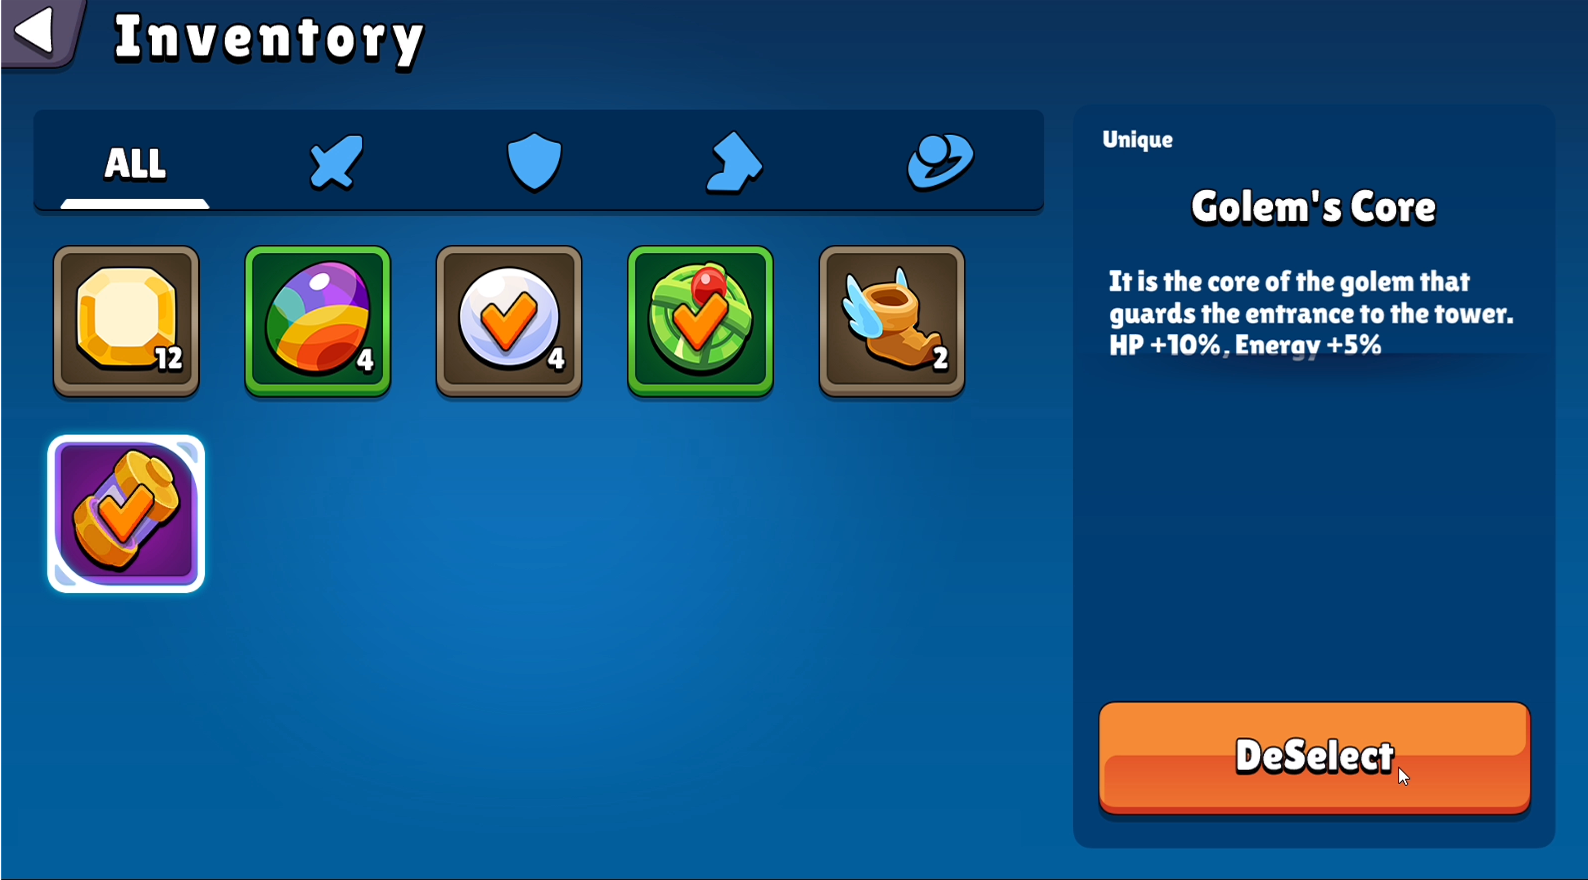 Inventory
ALL
Unique
Golem's Core
It is the core of the golem that
guards the entrance to the tower.
HP +10%, Energy +5%
12
4
4
2
DeSelect